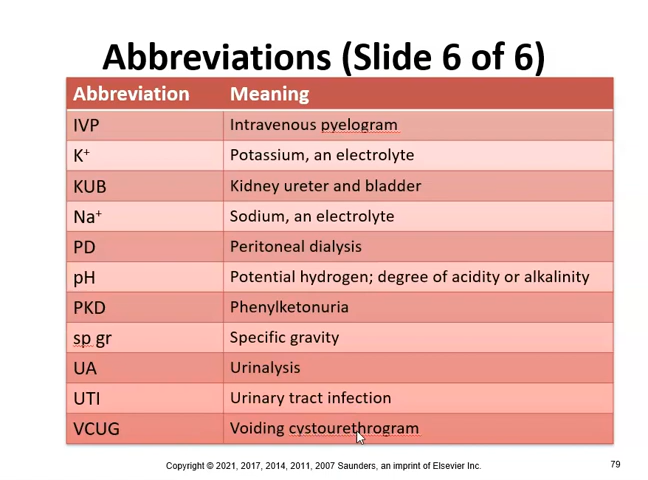 Abbreviations (Slide 6 of 6)
Abbreviation Meaning
IVP Intravenous pyelogram
K⁺ Potassium, an electrolyte
KUB Kidney ureter and bladder
Na⁺ Sodium, an electrolyte
PD Peritoneal dialysis
pH Potential hydrogen; degree of acidity or alkalinity
PKD Phenylketonuria
sp gr Specific gravity
UA Urinalysis
UTI Urinary tract infection
VCUG Voiding cystourethrogram
Copyright © 2021, 2017, 2014, 2011, 2007 Saunders, an imprint of Elsevier Inc. 79